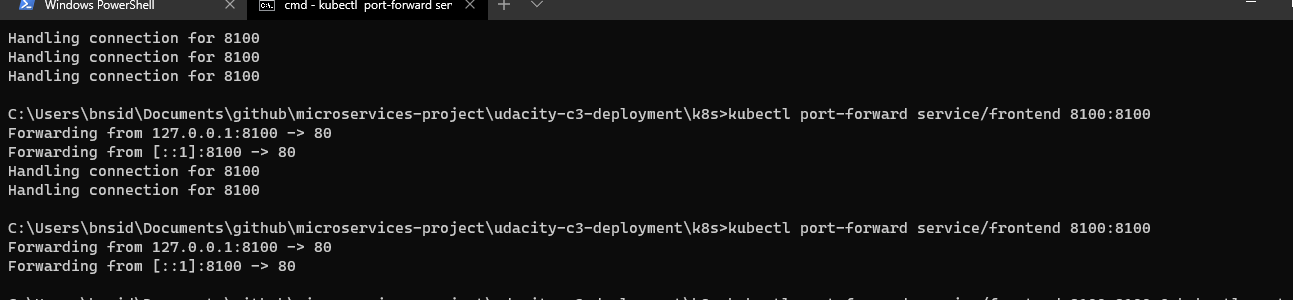 Windows PowerShell
cmd - kubectl port-forward ser
Handling connection for 8100
Handling connection for 8100
Handling connection for 8100
C:\Users\bnsid\Documents\github\microservices-project\udacity-c3-deployment\k8s>kubectl port-forward service/frontend 8100:8100
Forwarding from 127.0.0.1:8100 -> 80
Forwarding from [::1]:8100 -> 80
Handling connection for 8100
Handling connection for 8100
C:\Users\bnsid\Documents\github\microservices-project\udacity-c3-deployment\k8s>kubectl port-forward service/frontend 8100:8100
Forwarding from 127.0.0.1:8100 -> 80
Forwarding from [::1]:8100 -> 80